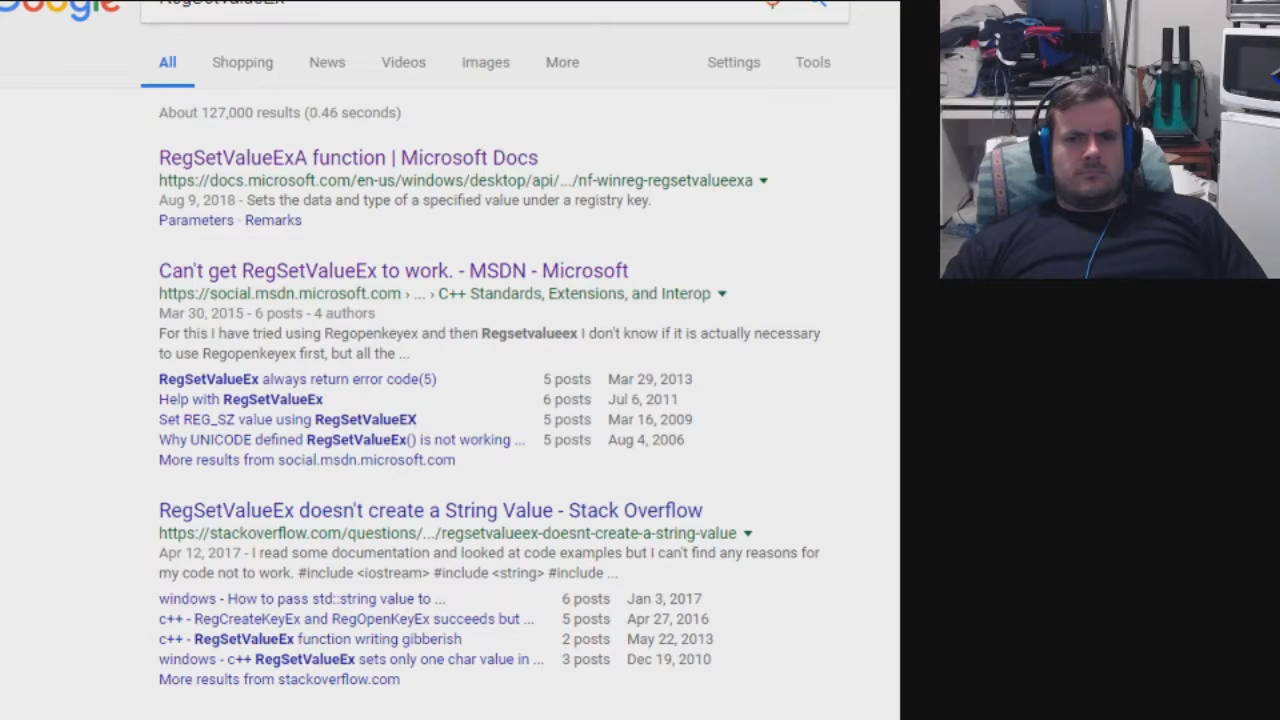 Google RegSetValueEx
All Shopping News Videos Images More Settings Tools
About 127,000 results (0.46 seconds)
RegSetValueExA function | Microsoft Docs
https://docs.microsoft.com/en-us/windows/desktop/api/.../nf-winreg-regsetvalueexa
Aug 9, 2018 - Sets the data and type of a specified value under a registry key.
Parameters · Remarks
Can't get RegSetValueEx to work. - MSDN - Microsoft
https://social.msdn.microsoft.com › ... › C++ Standards, Extensions, and Interop
Mar 30, 2015 - 6 posts - 4 authors
For this I have tried using Regopenkeyex and then Regsetvalueex I don't know if it is actually necessary
to use Regopenkeyex first, but all the ...
RegSetValueEx always return error code(5) 5 posts Mar 29, 2013
Help with RegSetValueEx 6 posts Jul 6, 2011
Set REG_SZ value using RegSetValueEX 5 posts Mar 16, 2009
Why UNICODE defined RegSetValueEx() is not working ... 5 posts Aug 4, 2006
More results from social.msdn.microsoft.com
RegSetValueEx doesn't create a String Value - Stack Overflow
https://stackoverflow.com/questions/.../regsetvalueex-doesnt-create-a-string-value
Apr 12, 2017 - I read some documentation and looked at code examples but I can't find any reasons for
my code not to work. #include <iostream> #include <string> #include ...
windows - How to pass std::string value to ... 6 posts Jan 3, 2017
c++ - RegCreateKeyEx and RegOpenKeyEx succeeds but ... 5 posts Apr 27, 2016
c++ - RegSetValueEx function writing gibberish 2 posts May 22, 2013
windows - c++ RegSetValueEx sets only one char value in ... 3 posts Dec 19, 2010
More results from stackoverflow.com